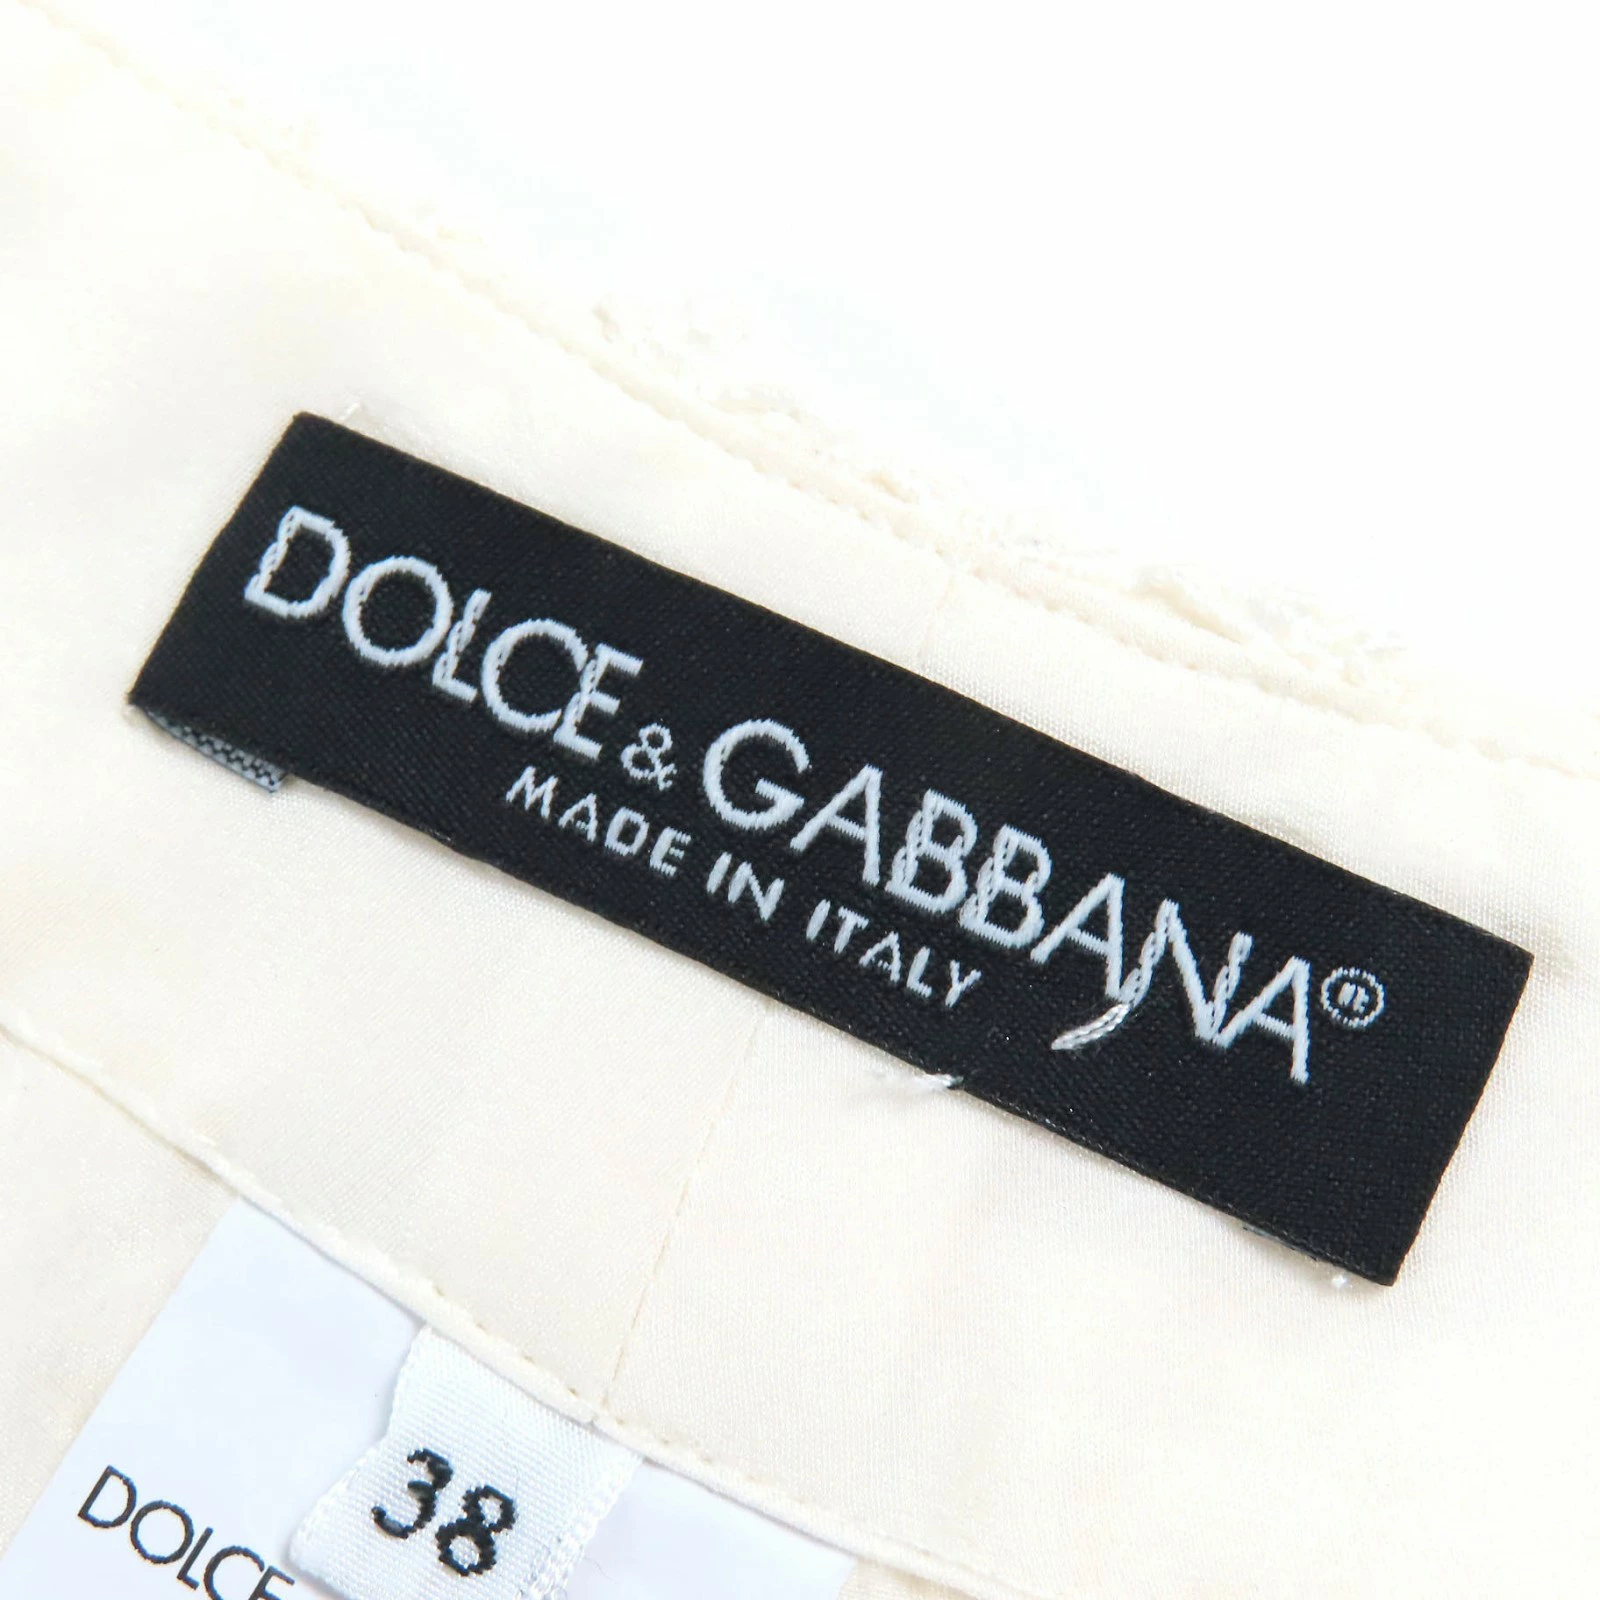 DOLCE & GABBANA®
MADE IN ITALY
38
DOLCE